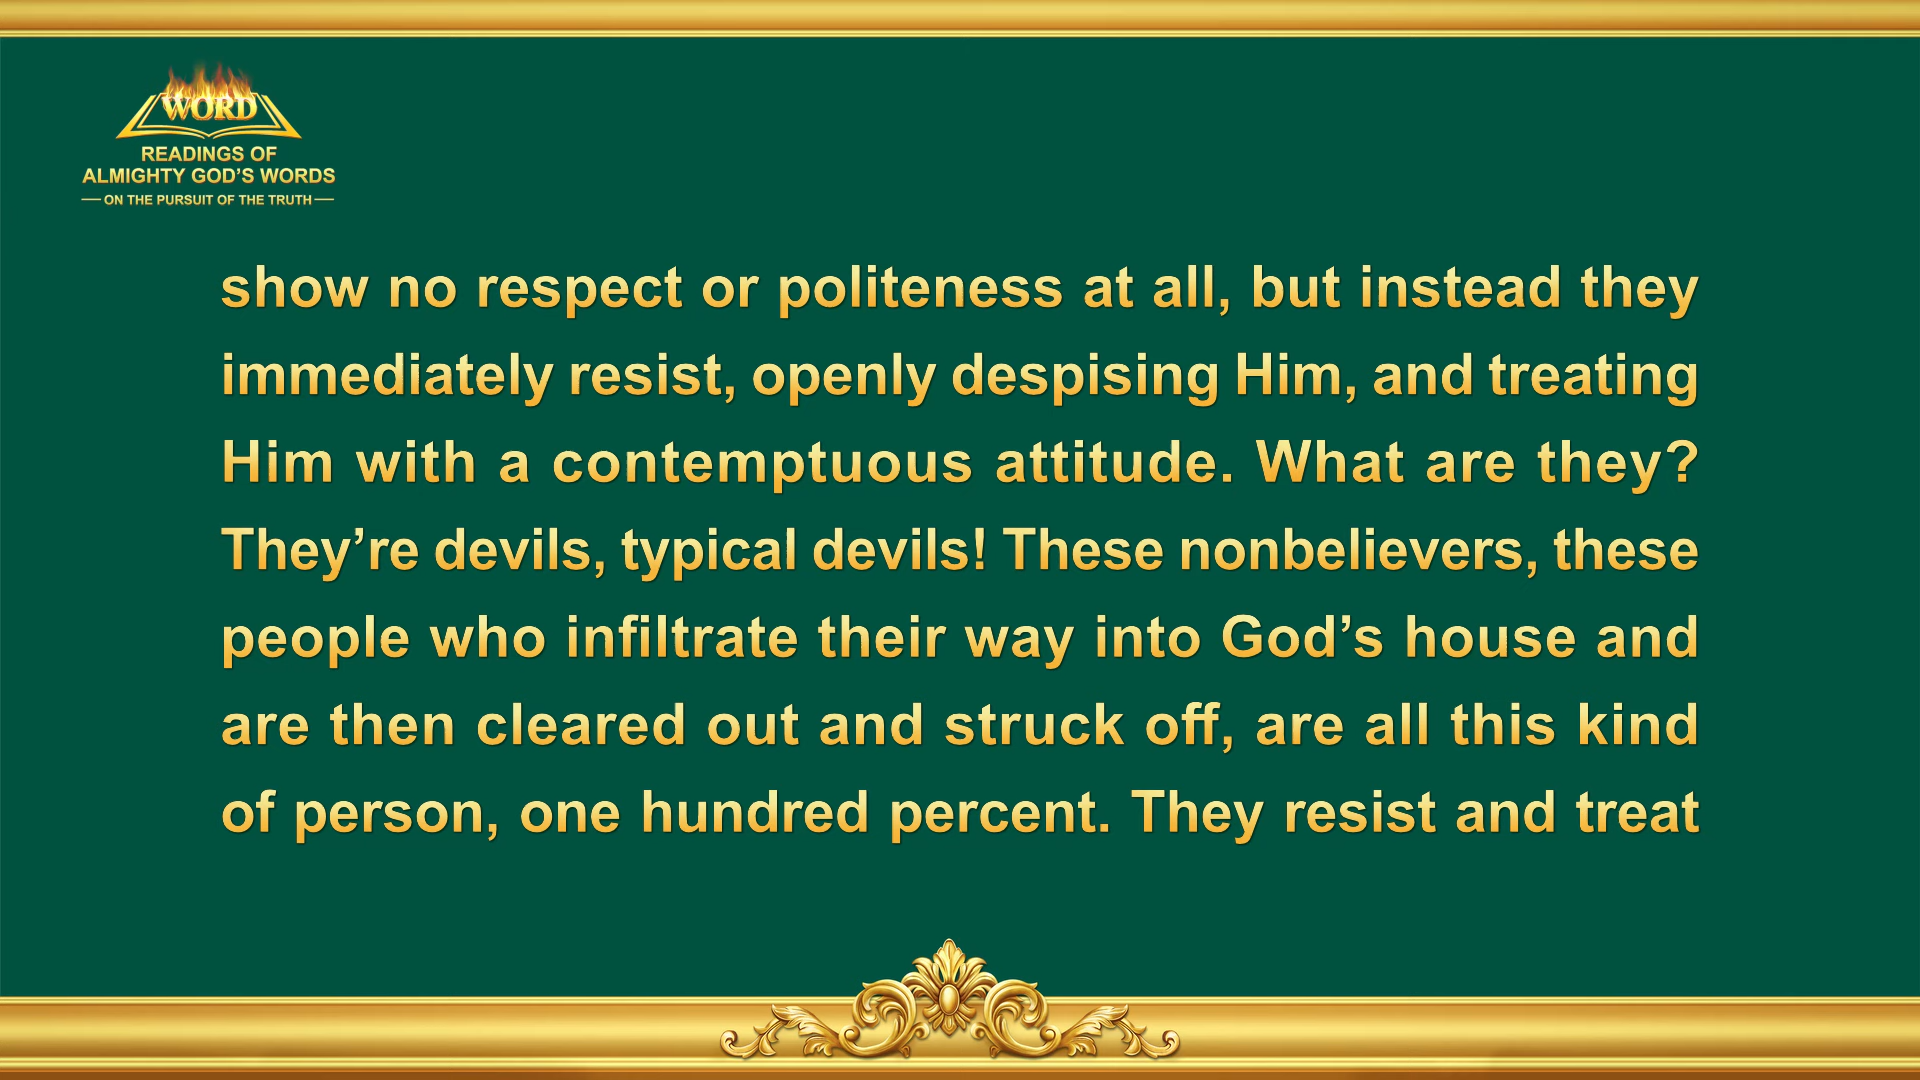 WORD
READINGS OF
ALMIGHTY GOD’S WORDS
ON THE PURSUIT OF THE TRUTH
show no respect or politeness at all, but instead they
immediately resist, openly despising Him, and treating
Him with a contemptuous attitude. What are they?
They’re devils, typical devils! These nonbelievers, these
people who infiltrate their way into God’s house and
are then cleared out and struck off, are all this kind
of person, one hundred percent. They resist and treat